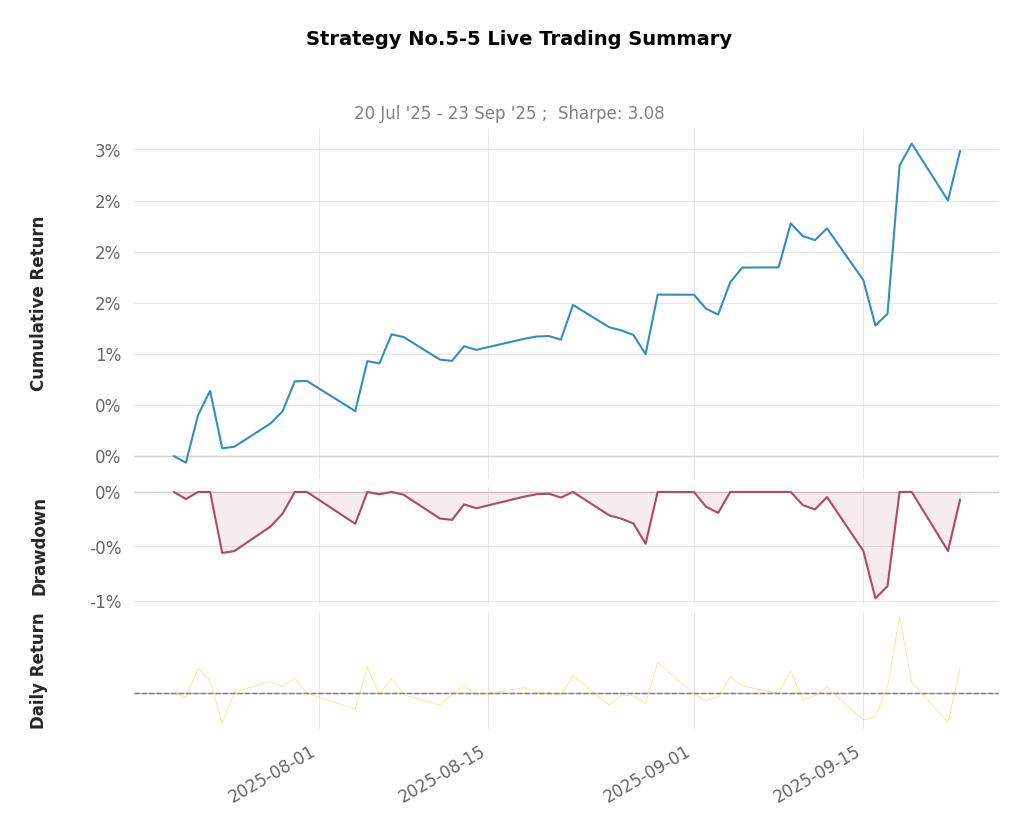 Strategy No.5-5 Live Trading Summary
20 Jul '25 - 23 Sep '25 ;  Sharpe: 3.08
Cumulative Return
3%
2%
2%
2%
1%
0%
0%
Drawdown
0%
-0%
-1%
Daily Return
2025-08-01
2025-08-15
2025-09-01
2025-09-15